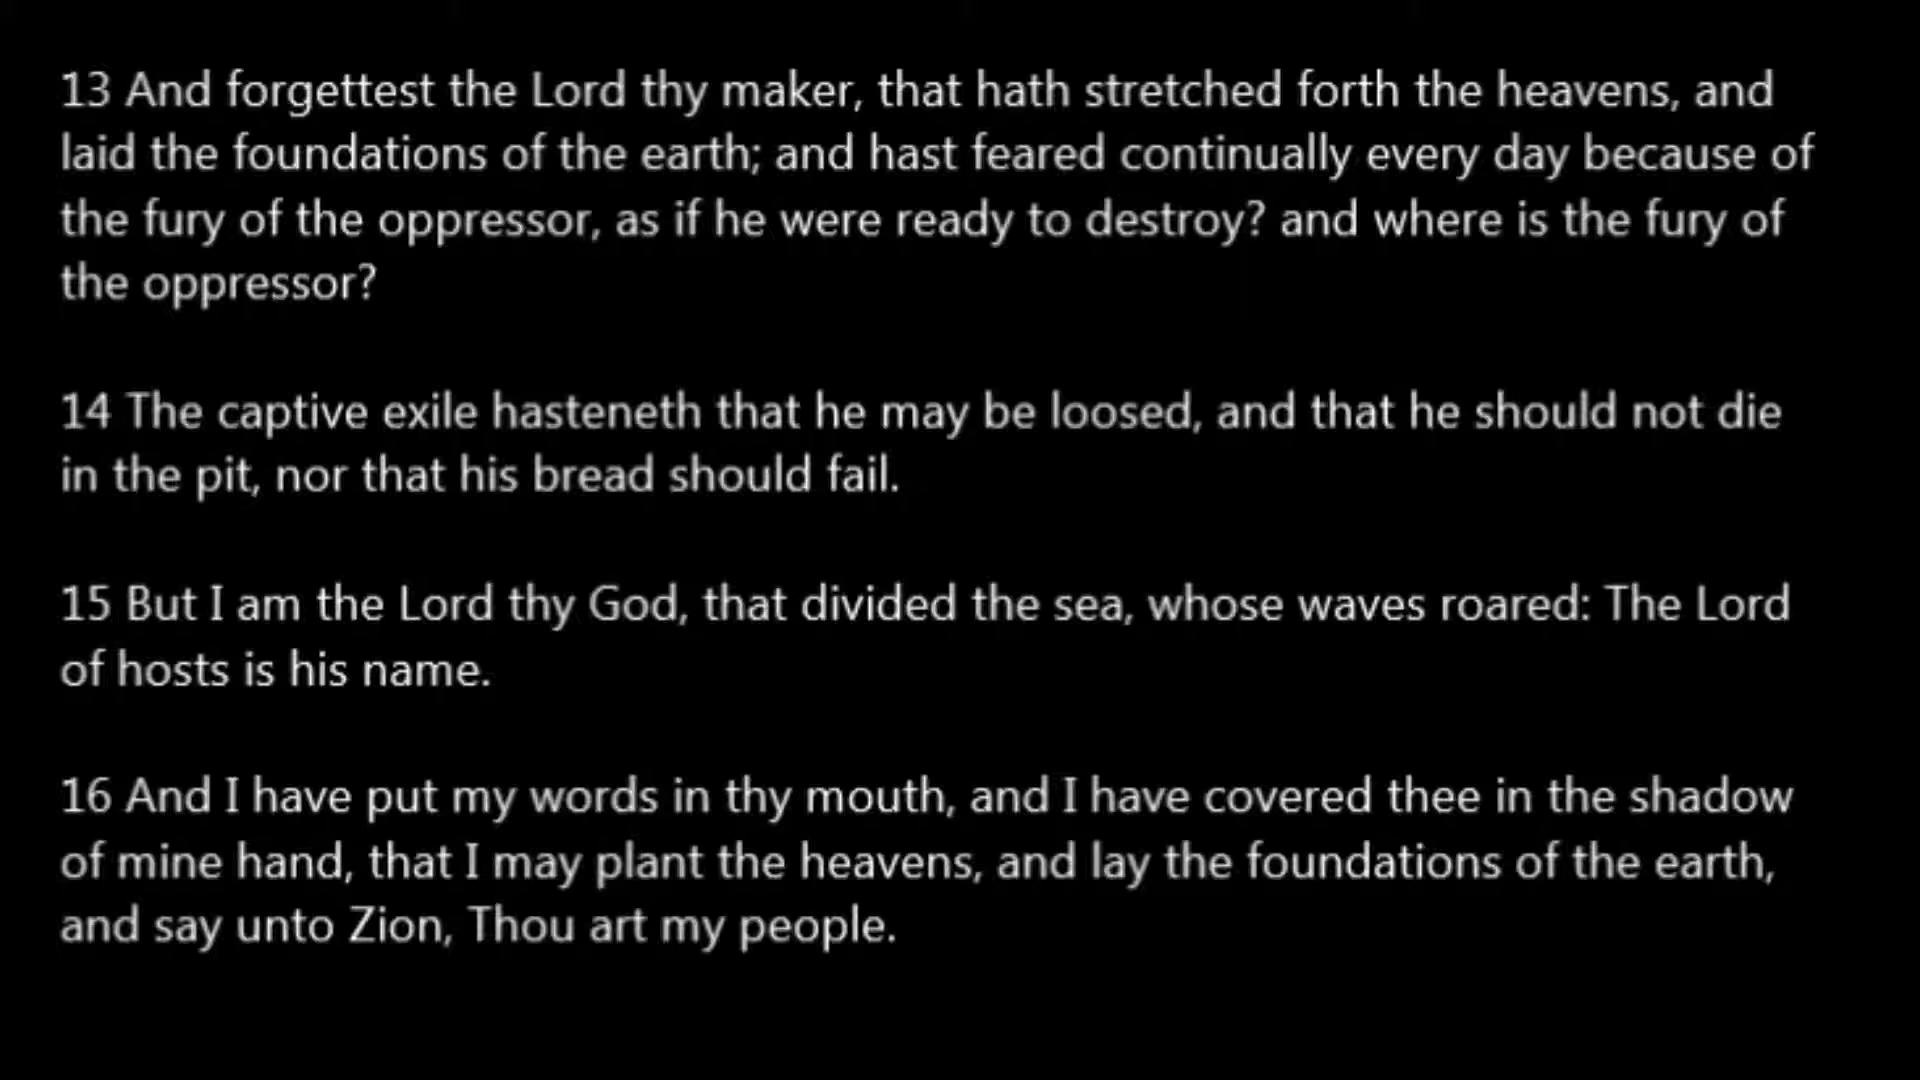 13 And forgettest the Lord thy maker, that hath stretched forth the heavens, and
laid the foundations of the earth; and hast feared continually every day because of
the fury of the oppressor, as if he were ready to destroy? and where is the fury of
the oppressor?
14 The captive exile hasteneth that he may be loosed, and that he should not die
in the pit, nor that his bread should fail.
15 But I am the Lord thy God, that divided the sea, whose waves roared: The Lord
of hosts is his name.
16 And I have put my words in thy mouth, and I have covered thee in the shadow
of mine hand, that I may plant the heavens, and lay the foundations of the earth,
and say unto Zion, Thou art my people.